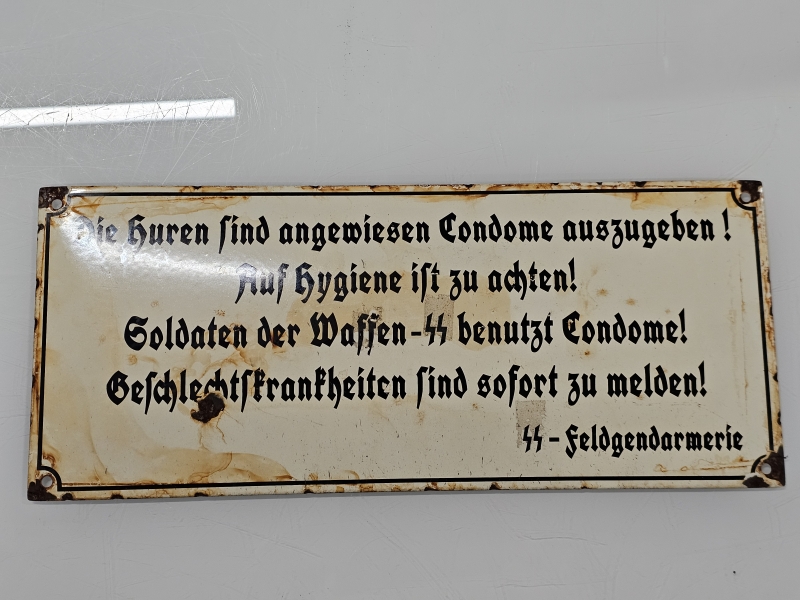 Die Huren sind angewiesen Condome auszugeben!
Auf Hygiene ist zu achten!
Soldaten der Waffen-SS benutzt Condome!
Geschlechtskrankheiten sind sofort zu melden!
SS-Feldgendarmerie